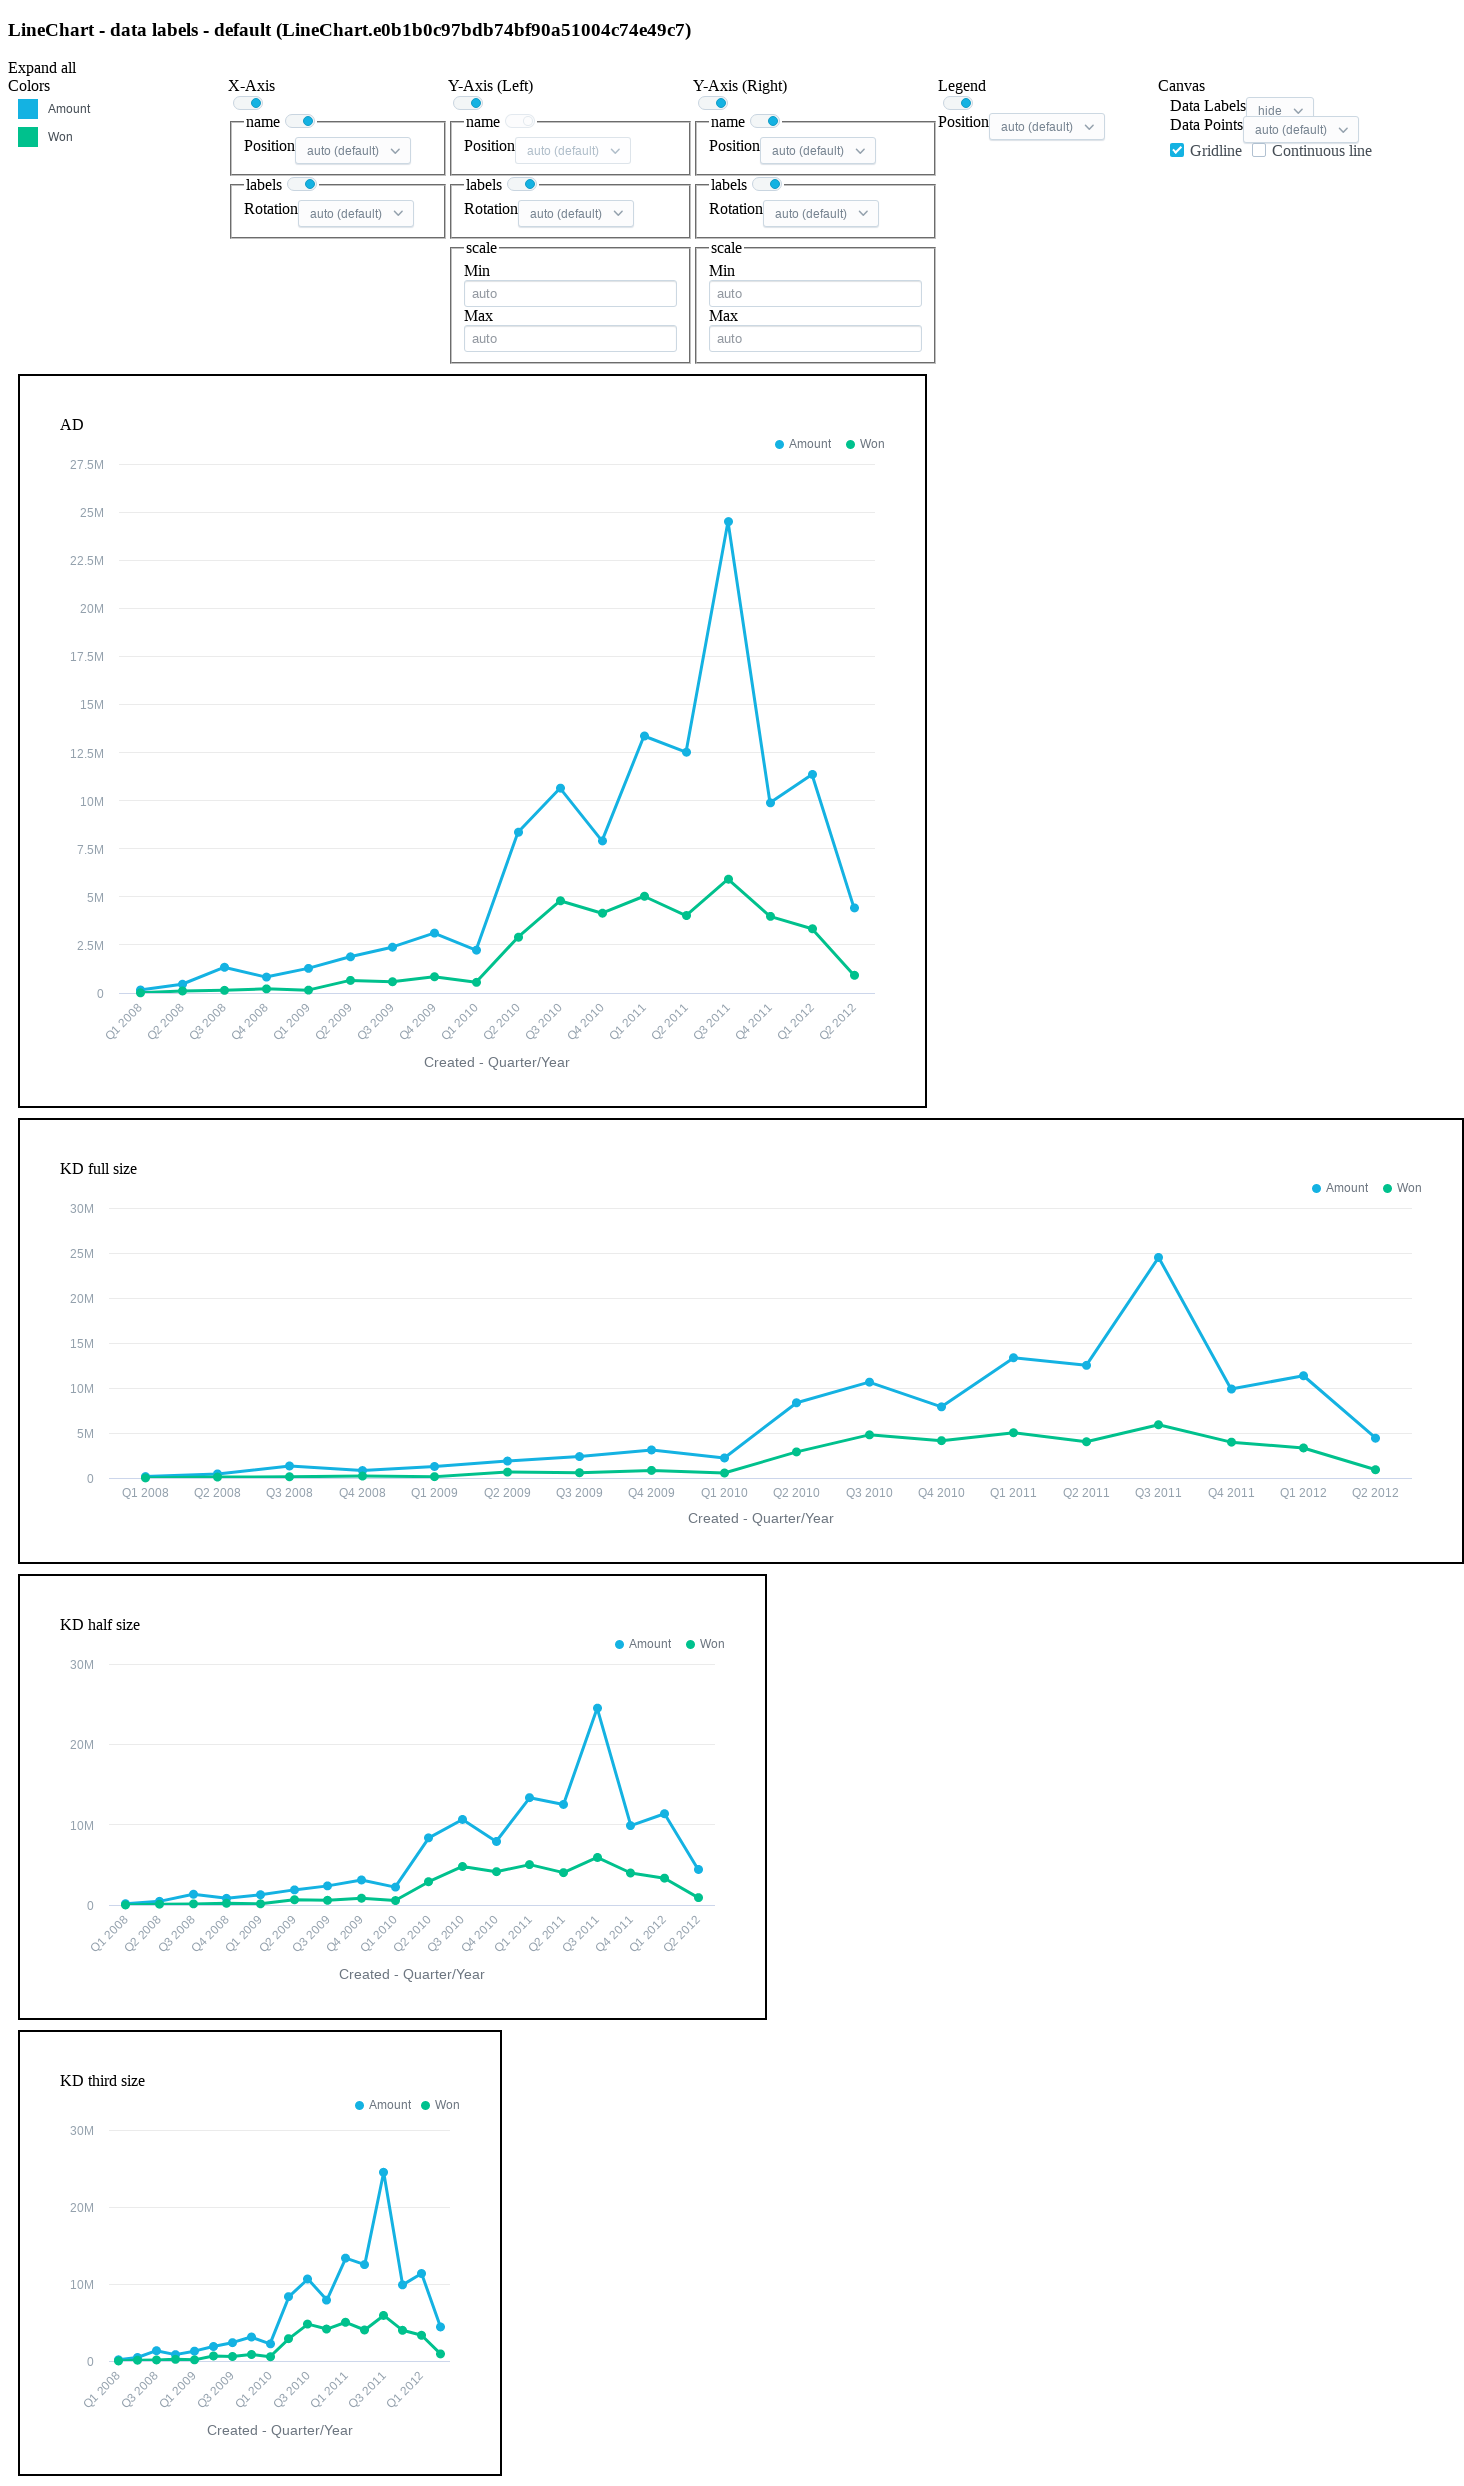 LineChart - data labels - default (LineChart.e0b1b0c97bdb74bf90a51004c74e49c7)
Expand all
Colors
Amount
Won
X-Axis
name
Position auto (default)
labels
Rotation auto (default)
Y-Axis (Left)
name
Position auto (default)
labels
Rotation auto (default)
scale
Min
auto
Max
auto
Y-Axis (Right)
name
Position auto (default)
labels
Rotation auto (default)
scale
Min
auto
Max
auto
Legend
Position auto (default)
Canvas
Data Labels hide
Data Points auto (default)
Gridline Continuous line
AD
Amount Won
27.5M
25M
22.5M
20M
17.5M
15M
12.5M
10M
7.5M
5M
2.5M
0
Q1 2008 Q2 2008 Q3 2008 Q4 2008 Q1 2009 Q2 2009 Q3 2009 Q4 2009 Q1 2010 Q2 2010 Q3 2010 Q4 2010 Q1 2011 Q2 2011 Q3 2011 Q4 2011 Q1 2012 Q2 2012
Created - Quarter/Year
KD full size
Amount Won
30M
25M
20M
15M
10M
5M
0
Q1 2008 Q2 2008 Q3 2008 Q4 2008 Q1 2009 Q2 2009 Q3 2009 Q4 2009 Q1 2010 Q2 2010 Q3 2010 Q4 2010 Q1 2011 Q2 2011 Q3 2011 Q4 2011 Q1 2012 Q2 2012
Created - Quarter/Year
KD half size
Amount Won
30M
20M
10M
0
Q1 2008 Q2 2008 Q3 2008 Q4 2008 Q1 2009 Q2 2009 Q3 2009 Q4 2009 Q1 2010 Q2 2010 Q3 2010 Q4 2010 Q1 2011 Q2 2011 Q3 2011 Q4 2011 Q1 2012 Q2 2012
Created - Quarter/Year
KD third size
Amount Won
30M
20M
10M
0
Q1 2008 Q3 2008 Q1 2009 Q3 2009 Q1 2010 Q3 2010 Q1 2011 Q3 2011 Q1 2012
Created - Quarter/Year